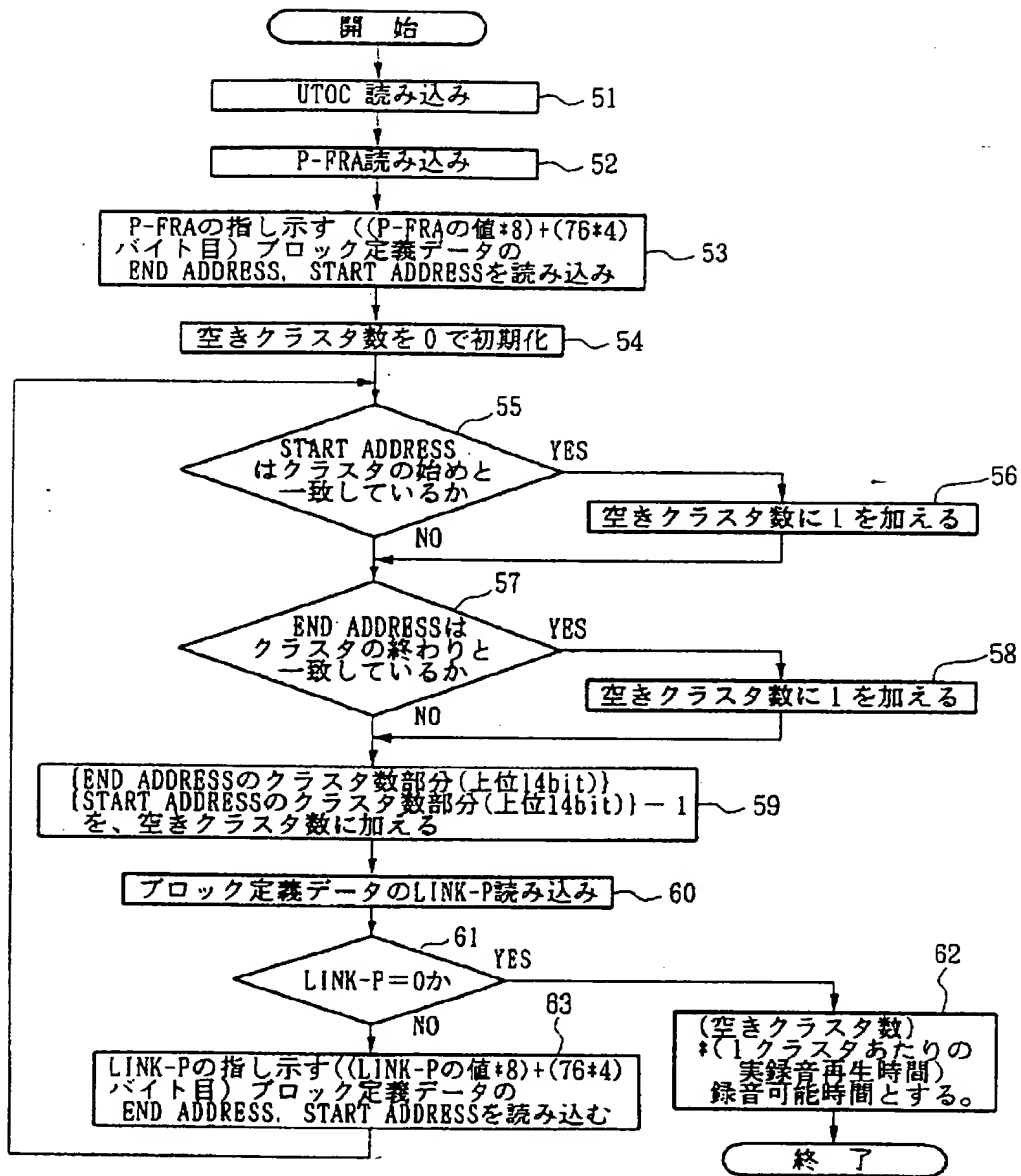 開 始
UTOC 読み込み
51
P-FRA読み込み
52
P-FRAの指し示す ((P-FRAの値*8)+(76*4)
バイト目) ブロック定義データの
END ADDRESS, START ADDRESSを読み込み
53
空きクラスタ数を0で初期化
54
55
START ADDRESS
はクラスタの始めと
一致しているか
YES
NO
56
空きクラスタ数に1を加える
57
END ADDRESSは
クラスタの終わりと
一致しているか
YES
NO
58
空きクラスタ数に1を加える
{END ADDRESSのクラスタ数部分(上位14bit)}
{START ADDRESSのクラスタ数部分(上位14bit)}-1
を、空きクラスタ数に加える
59
ブロック定義データのLINK-P読み込み
60
61
LINK-P=0か
YES
NO
62
(空きクラスタ数)
*(1クラスタあたりの
実録音再生時間)
録音可能時間とする。
63
LINK-Pの指し示す((LINK-Pの値*8)+(76*4)
バイト目) ブロック定義データの
END ADDRESS, START ADDRESSを読み込む
終 了